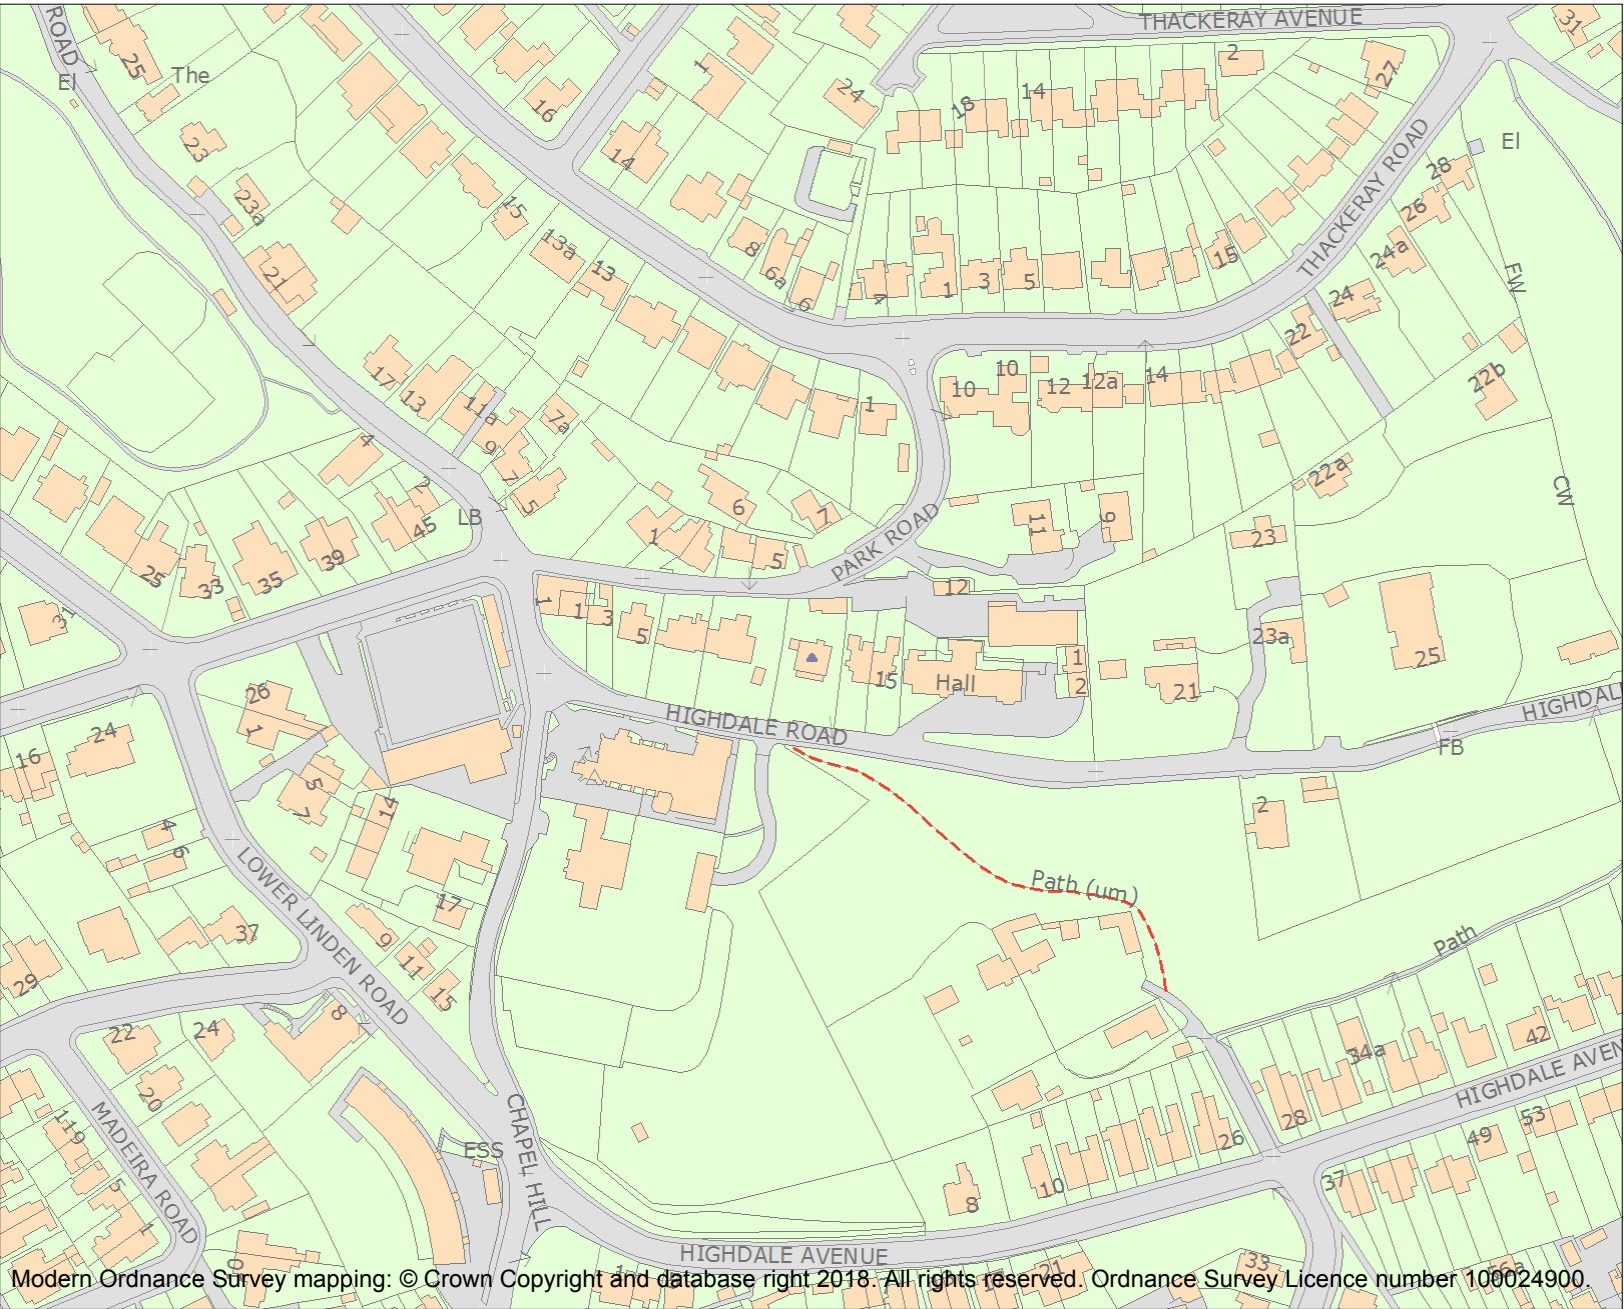 ROAD
THACKERAY AVENUE
31
25
El
The
1
2
27
16
24
18
14
23
14
El
THACKERAY ROAD
28
23a
15
26
13a
8
15
24a
13
6a
FW
21
6
4
1
3
5
24
22
17
10
10
12
12a
14
22b
13
11a
1
7a
9
4
7
22a
2
5
6
CW
45
LB
7
11
9
PARK ROAD
1
23
39
5
25
33
35
12
1
1
3
31
5
23a
1
25
Hall
15
2
21
26
HIGHDALE ROAD
HIGHDALE
24
1
FB
16
5
7
14
2
4
6
LOWER LINDEN ROAD
Path (um)
17
37
9
Path
11
29
15
8
22
24
42
34a
HIGHDALE AVEN
20
MADEIRA ROAD
119
CHAPEL HILL
28
53
26
49
ESS
5
10
37
8
1
HIGHDALE AVENUE
33
21
56a
Modern Ordnance Survey mapping: © Crown Copyright and database right 2018. All rights reserved. Ordnance Survey Licence number 100024900.